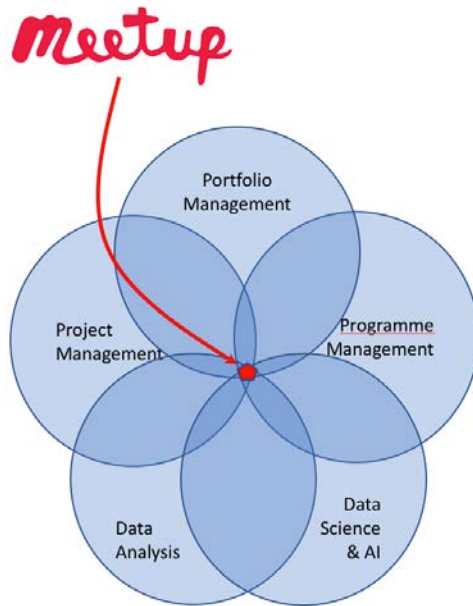 Meetup
Portfolio
Management
Project
Management
Programme
Management
Data
Analysis
Data
Science
& AI